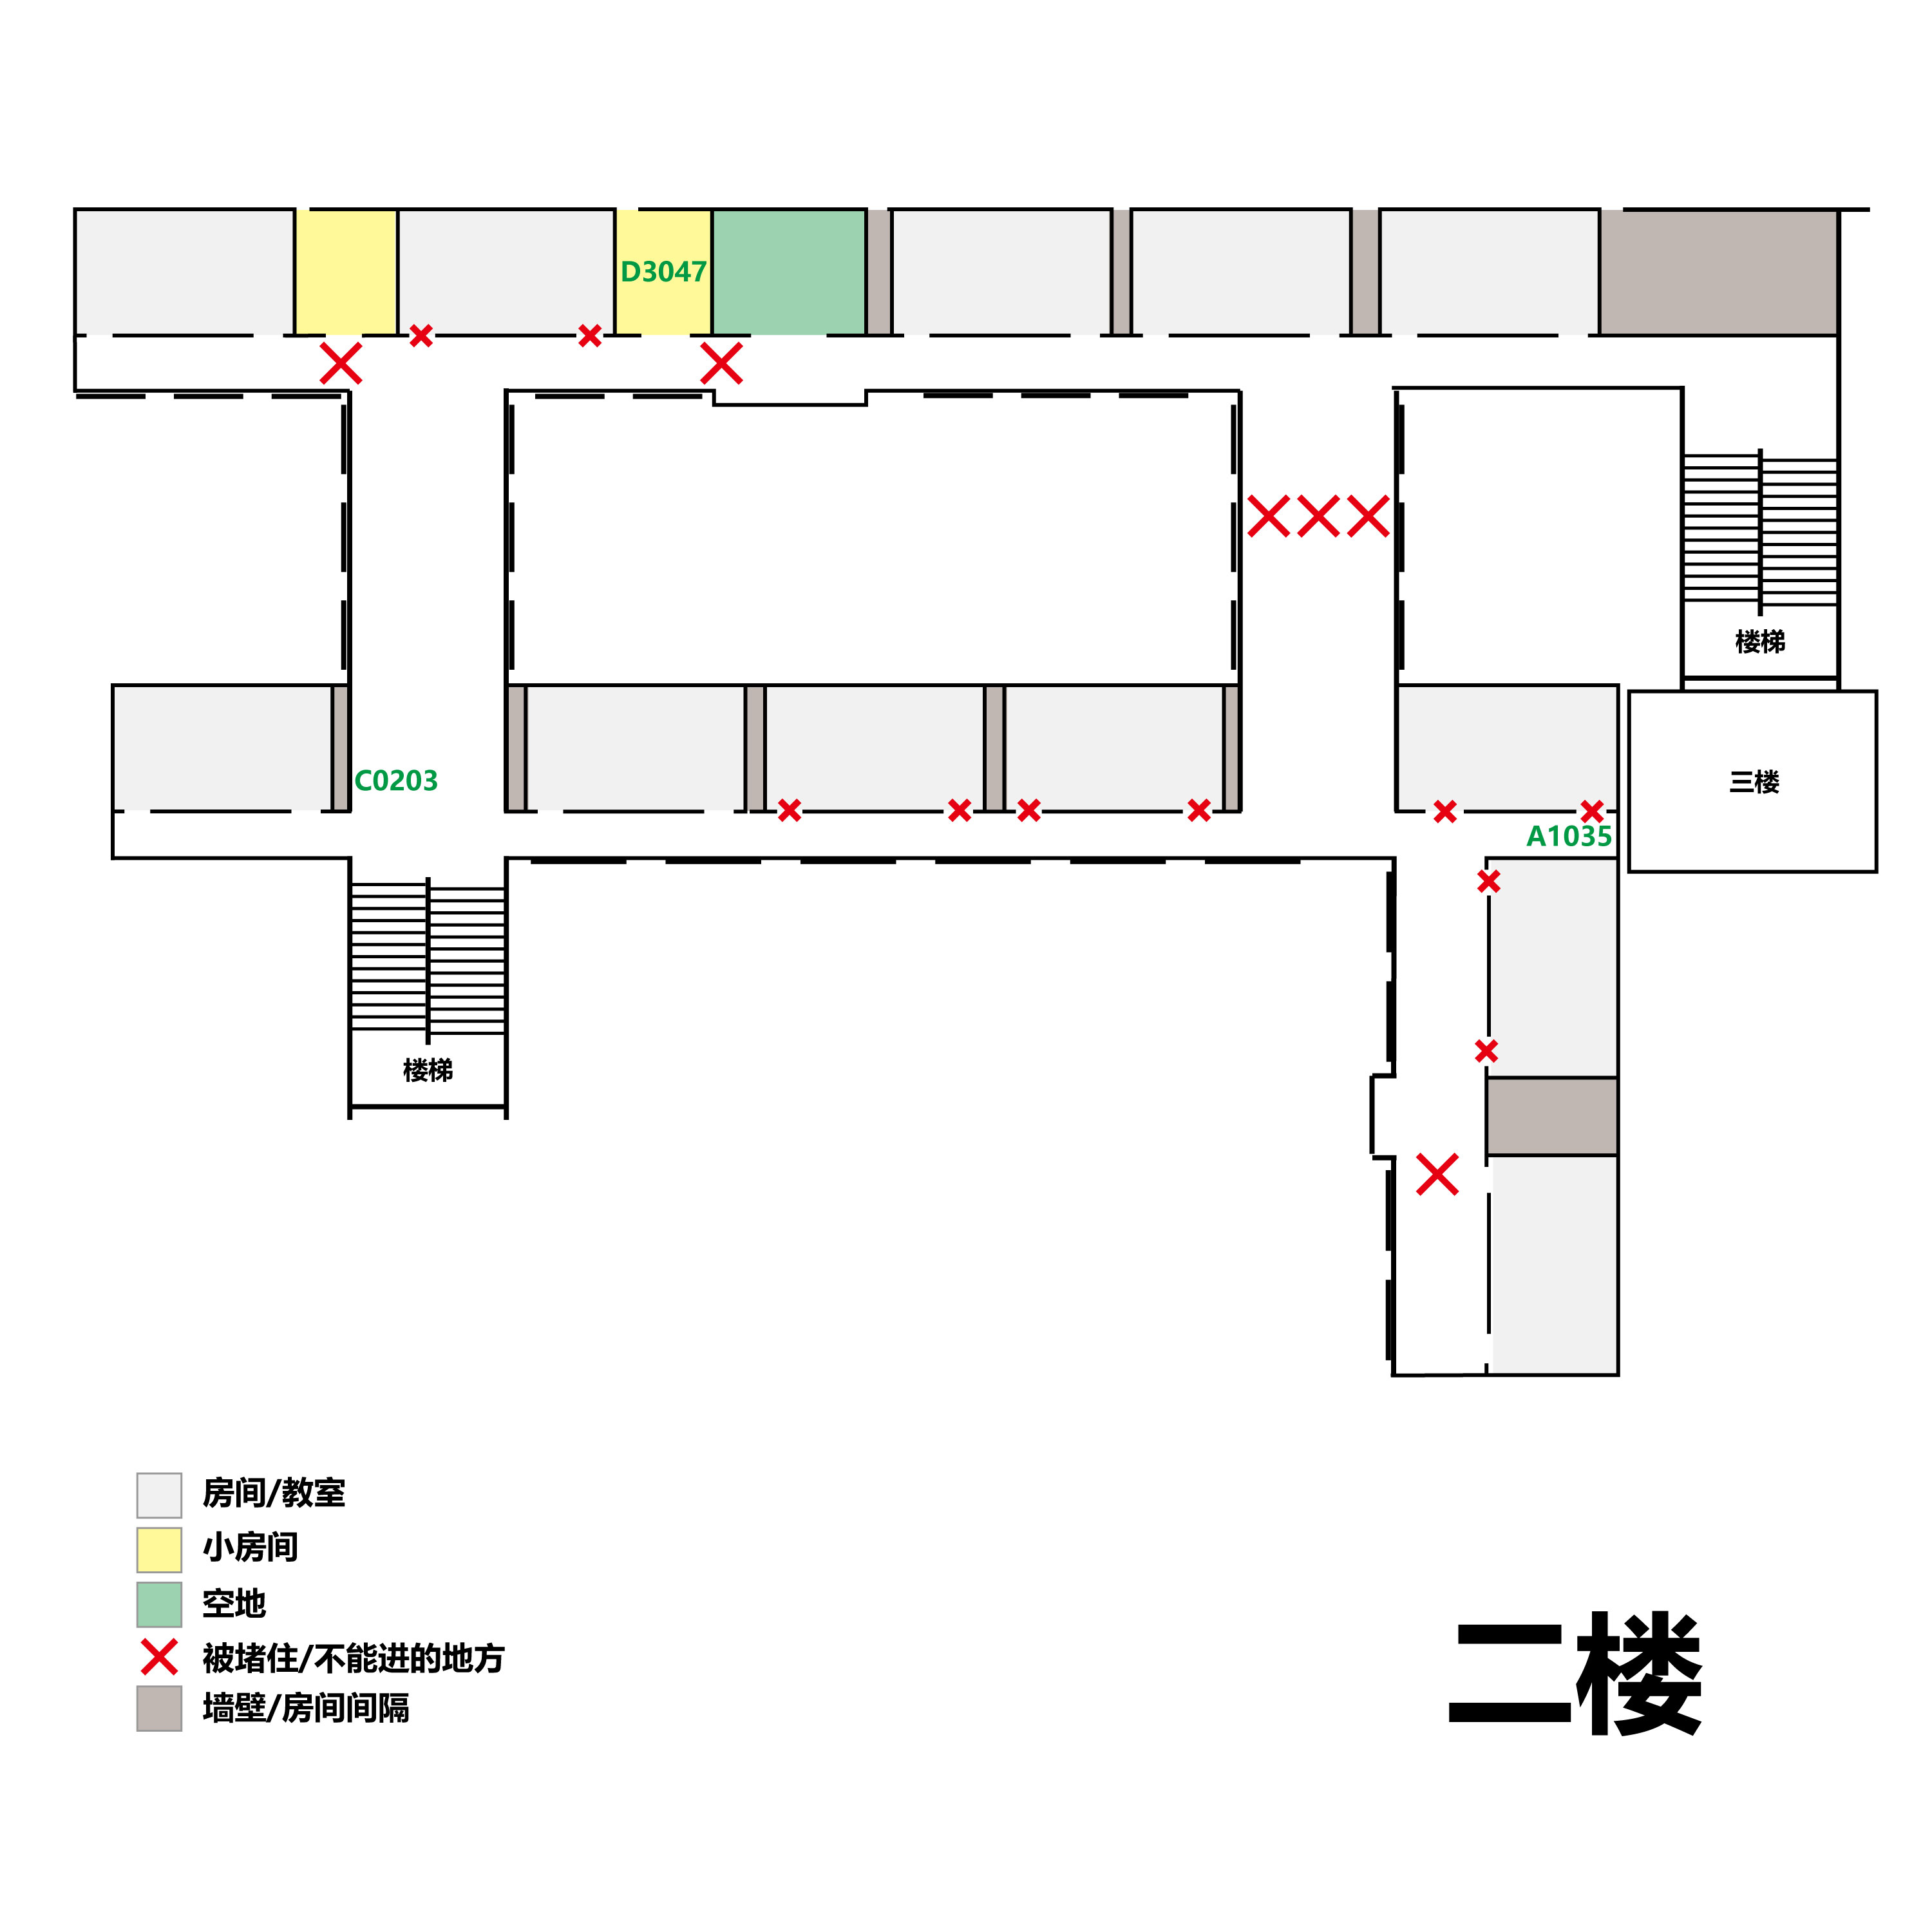 D3047
楼梯
三楼
C0203
A1035
楼梯
房间/教室
小房间
空地
被堵住/不能进的地方
墙壁/房间间隔
二楼